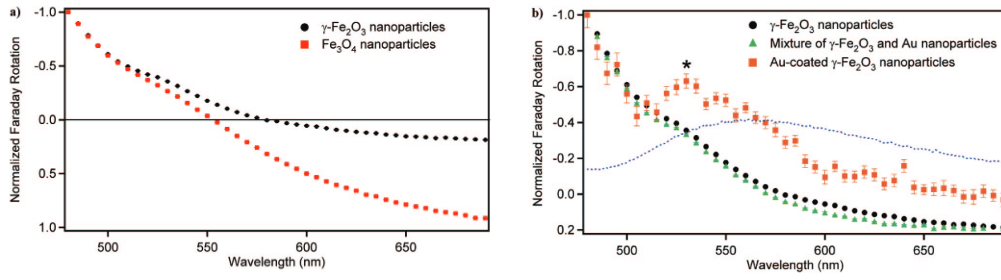 a)
γ-Fe2O3 nanoparticles
Fe3O4 nanoparticles
Normalized Faraday Rotation
-1.0
-0.5
0.0
0.5
1.0
500
550
600
650
Wavelength (nm)
b)
γ-Fe2O3 nanoparticles
Mixture of γ-Fe2O3 and Au nanoparticles
Au-coated γ-Fe2O3 nanoparticles
*
Normalized Faraday Rotation
-1.0
-0.8
-0.6
-0.4
-0.2
0.0
0.2
500
550
600
650
Wavelength (nm)